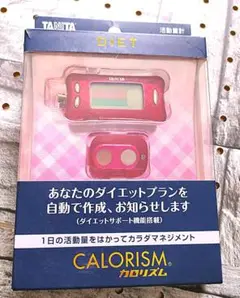 TANITA
活動量計
DIET
あなたのダイエットプランを
自動で作成、お知らせします
(ダイエットサポート機能搭載)
1日の活動量をはかってカラダマネジメント
CALORISM®
カロリズム